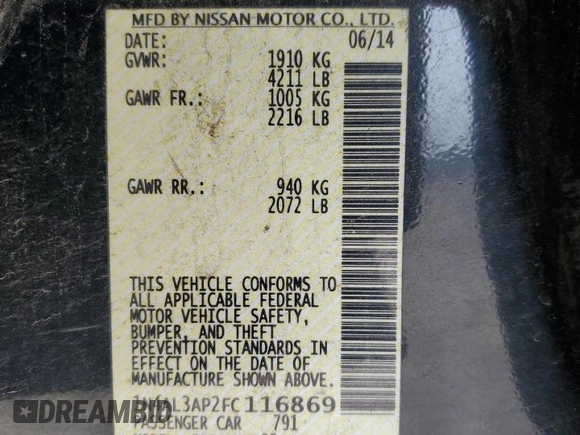 MFD BY NISSAN MOTOR CO., LTD.
DATE: 06/14
GVWR: 1910 KG
4211 LB
GAWR FR.: 1005 KG
2216 LB
GAWR RR.: 940 KG
2072 LB
THIS VEHICLE CONFORMS TO
ALL APPLICABLE FEDERAL
MOTOR VEHICLE SAFETY,
BUMPER, AND THEFT
PREVENTION STANDARDS IN
EFFECT ON THE DATE OF
MANUFACTURE SHOWN ABOVE.
1N4AL3AP2FC116869
PASSENGER CAR 791
DREAMBID